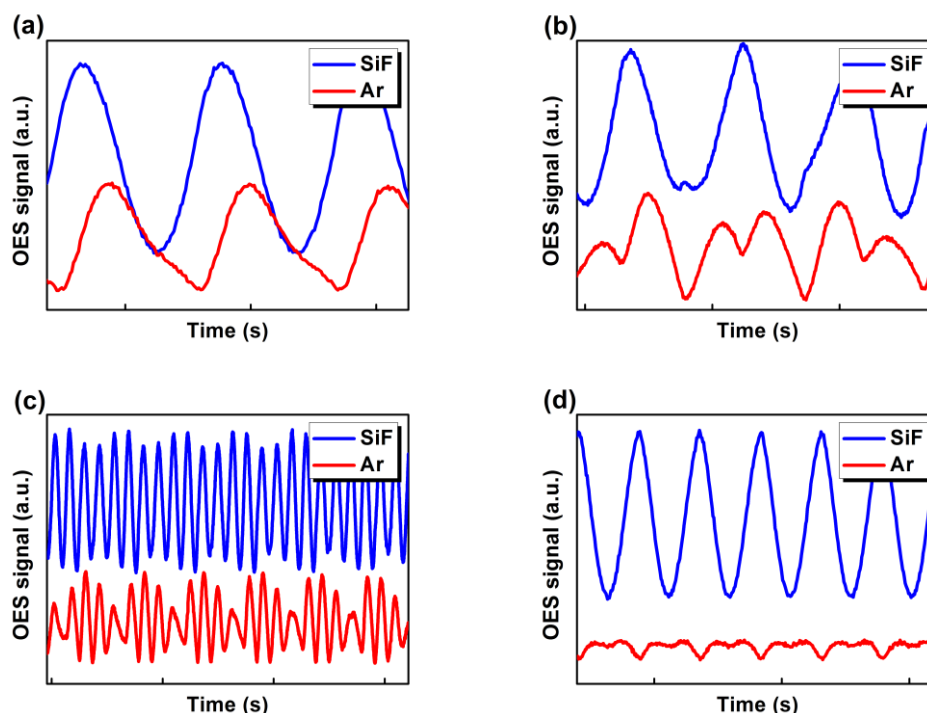 (a)
SiF
Ar
OES signal (a.u.)
Time (s)
(b)
SiF
Ar
OES signal (a.u.)
Time (s)
(c)
SiF
Ar
OES signal (a.u.)
Time (s)
(d)
SiF
Ar
OES signal (a.u.)
Time (s)